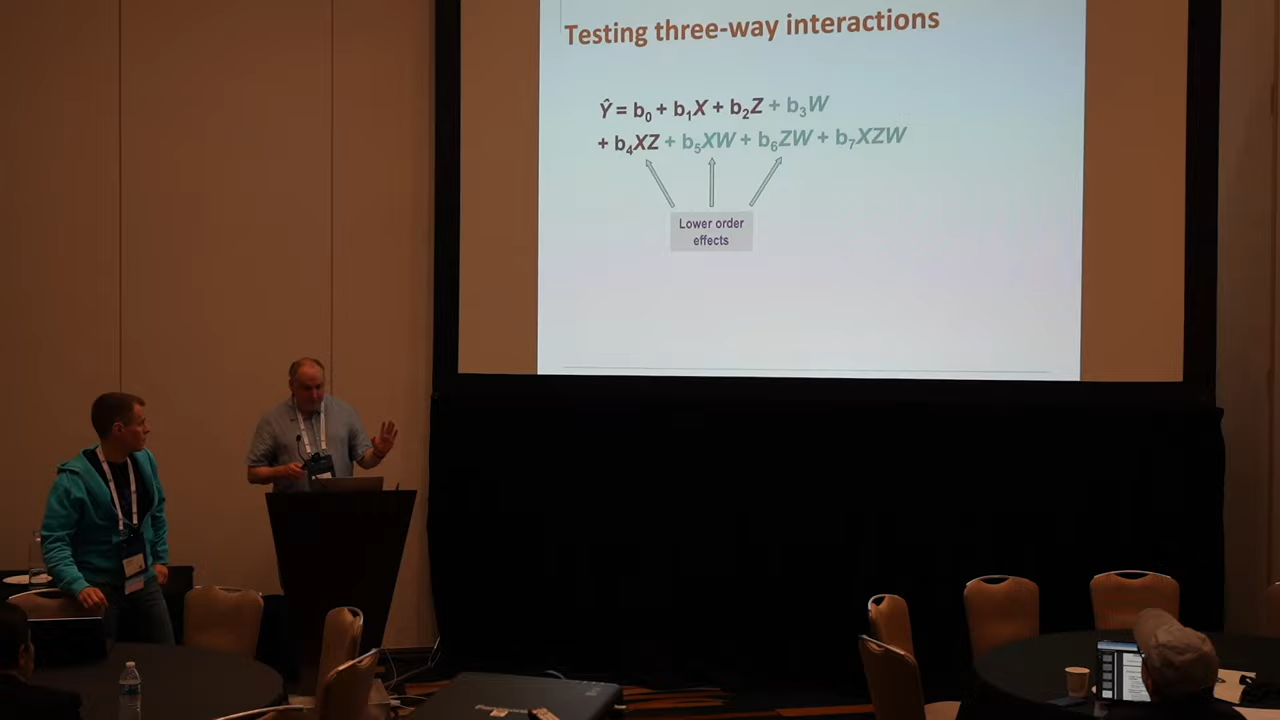 Testing three-way interactions
Ŷ = b₀ + b₁X + b₂Z + b₃W
+ b₄XZ + b₅XW + b₆ZW + b₇XZW
Lower order
effects